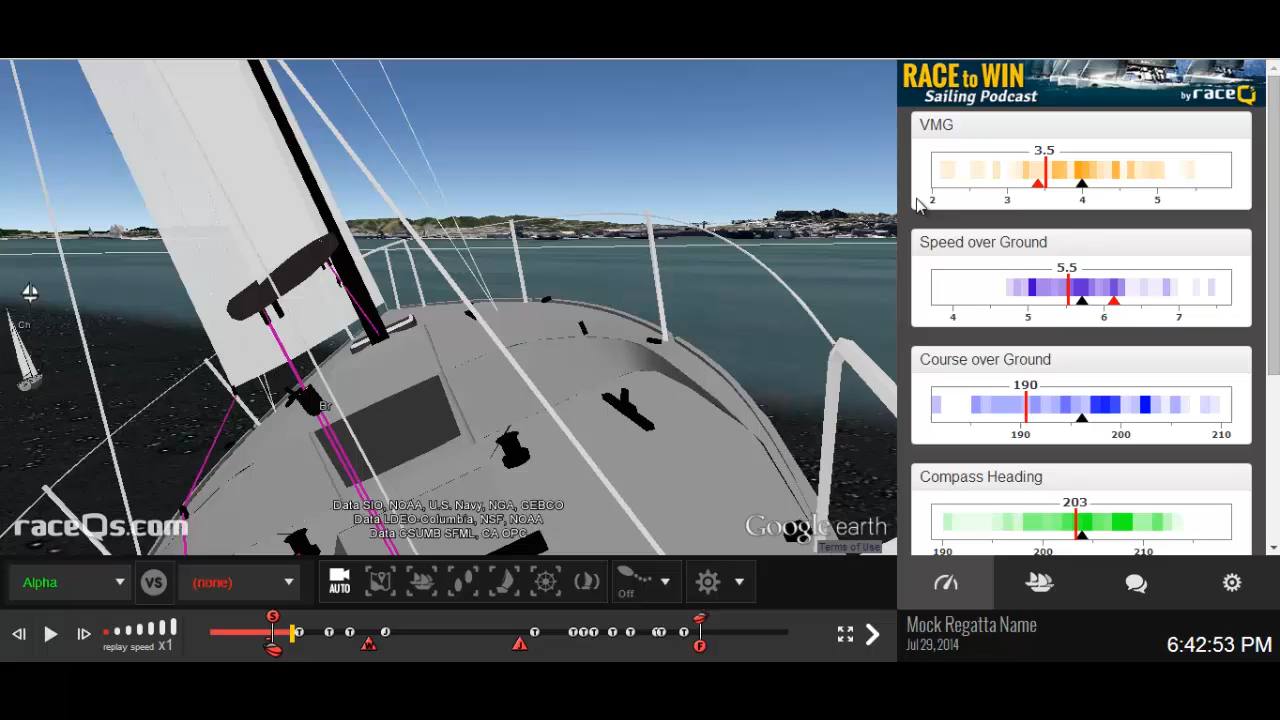 RACE to WIN
Sailing Podcast
by raceQs
VMG
3.5
2 3 4 5
Speed over Ground
5.5
4 5 6 7
Course over Ground
190
190 200 210
Compass Heading
203
190 200 210
Ch
Br
Data SIO, NOAA, U.S. Navy, NGA, GEBCO
Data LDEO-Columbia, NSF, NOAA
Data CSUMB SFML, CA OPC
raceQs.com
Google earth
Terms of Use
Alpha VS (none) AUTO Off
S T T T J T T T T T T T T T
W J F
replay speed X1
Mock Regatta Name
Jul 29, 2014
6:42:53 PM